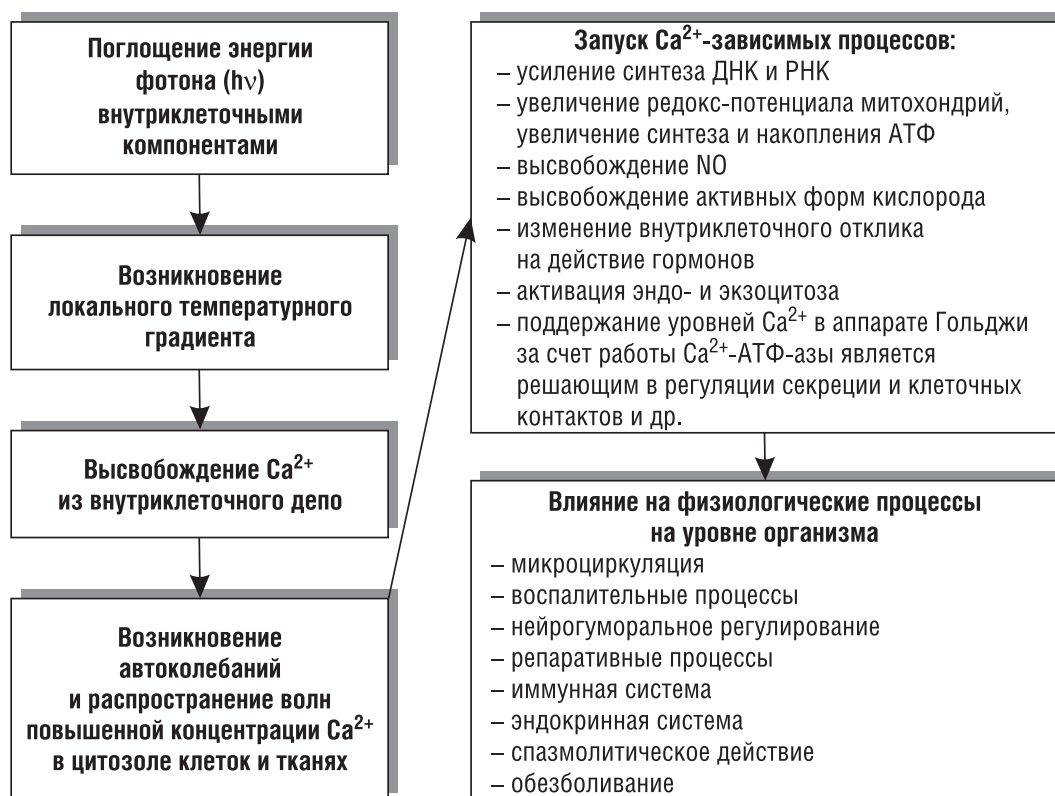 Поглощение энергии
фотона (hν)
внутриклеточными
компонентами
Возникновение
локального температурного
градиента
Высвобождение Ca²⁺
из внутриклеточного депо
Возникновение
автоколебаний
и распространение волн
повышенной концентрации Ca²⁺
в цитозоле клеток и тканях
Запуск Ca²⁺-зависимых процессов:
– усиление синтеза ДНК и РНК
– увеличение редокс-потенциала митохондрий,
увеличение синтеза и накопления АТФ
– высвобождение NO
– высвобождение активных форм кислорода
– изменение внутриклеточного отклика
на действие гормонов
– активация эндо- и экзоцитоза
– поддержание уровней Ca²⁺ в аппарате Гольджи
за счет работы Ca²⁺-АТФ-азы является
решающим в регуляции секреции и клеточных
контактов и др.
Влияние на физиологические процессы
на уровне организма
– микроциркуляция
– воспалительные процессы
– нейрогуморальное регулирование
– репаративные процессы
– иммунная система
– эндокринная система
– спазмолитическое действие
– обезболивание